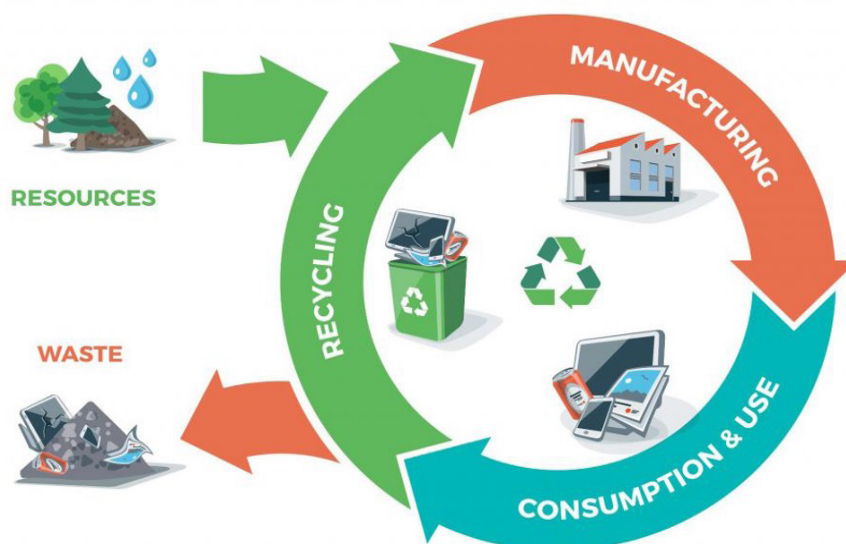 RESOURCES
WASTE
RECYCLING
MANUFACTURING
CONSUMPTION & USE